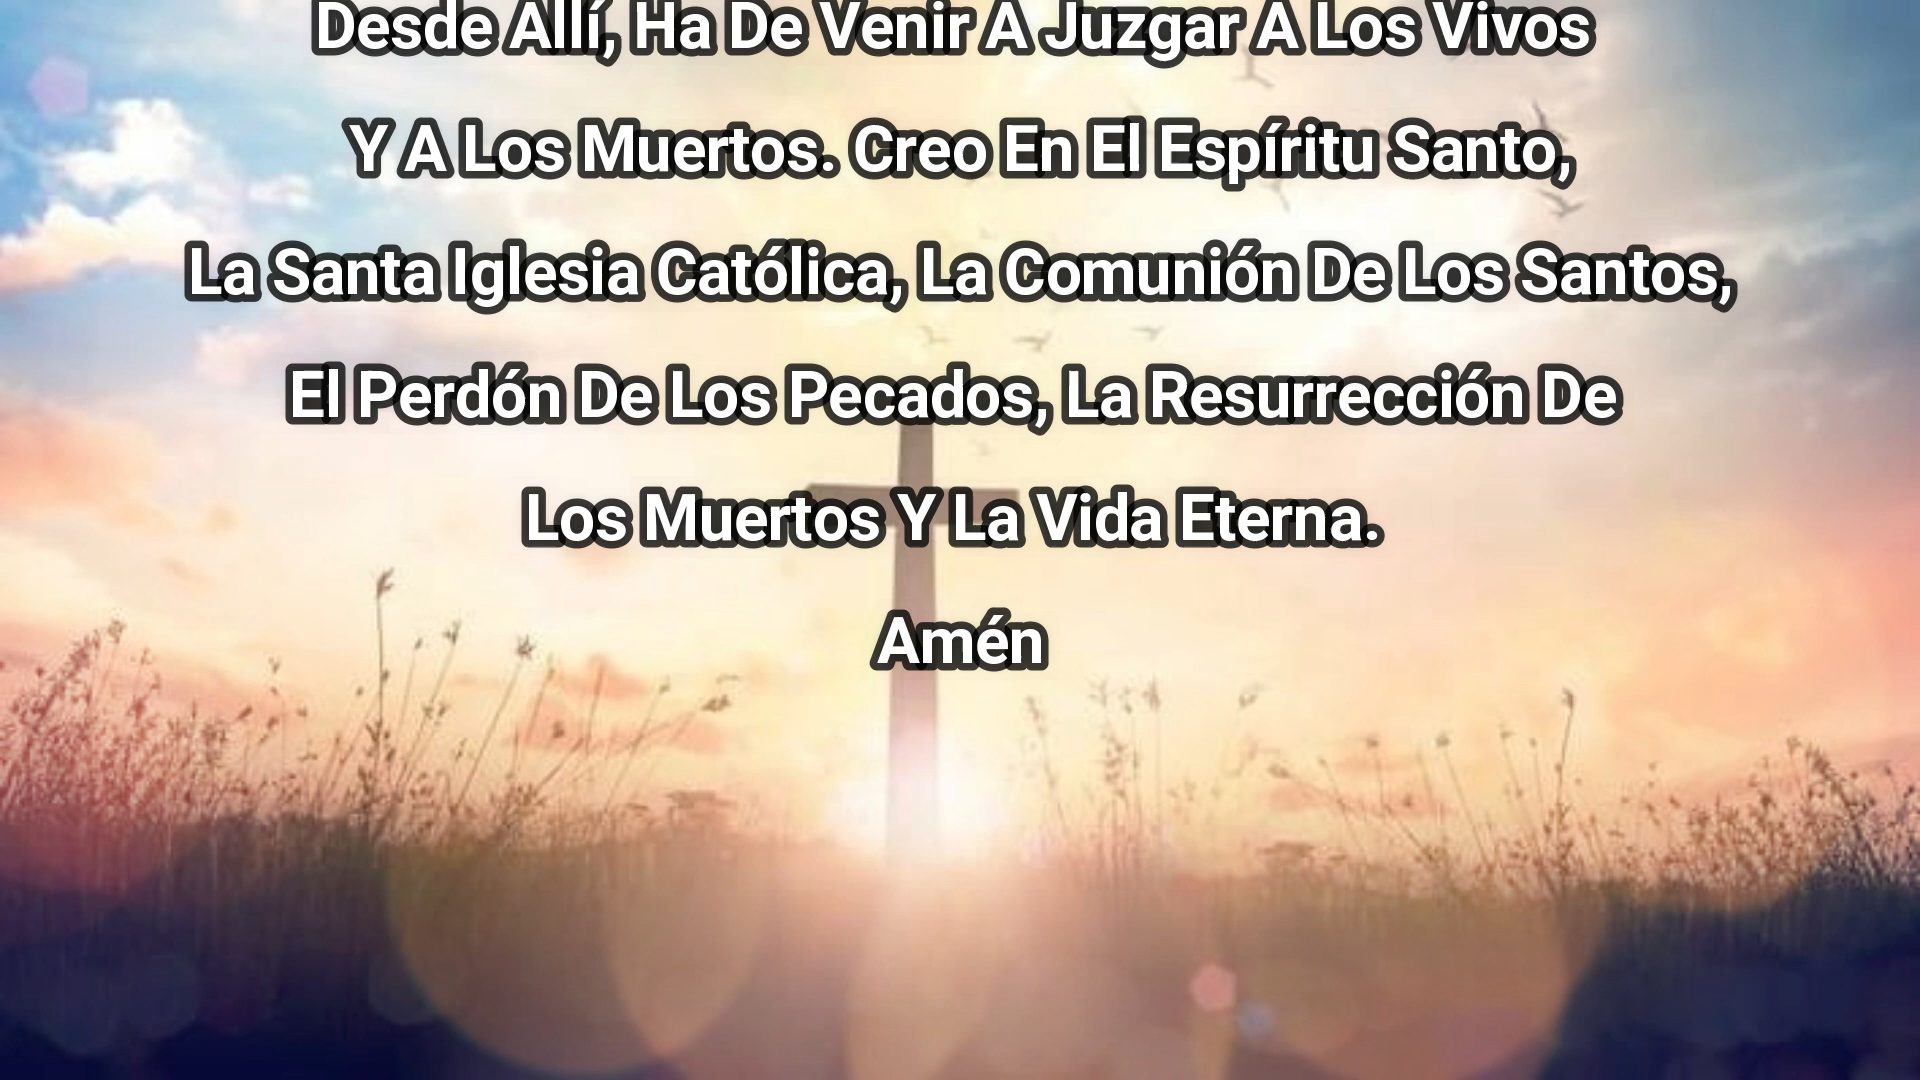 Desde Allí, Ha De Venir A Juzgar A Los Vivos
Y A Los Muertos. Creo En El Espíritu Santo,
La Santa Iglesia Católica, La Comunión De Los Santos,
El Perdón De Los Pecados, La Resurrección De
Los Muertos Y La Vida Eterna.
Amén